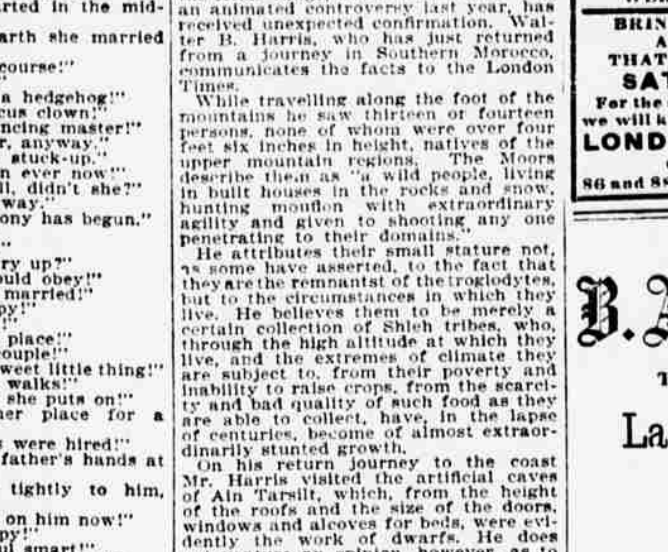 rted in the mid-
arth she married
course!"
a hedgehog!"
cus clown!"
ncing master!"
r, anyway."
stuck-up."
n ever now!"
ll, didn't she?"
way."
ony has begun."
ry up?"
ould obey!"
married!"
py!"
place!"
ouple!"
weet little thing!"
walks!"
she puts on!"
her place for a
s were hired!"
father's hands at
tightly to him,
on him now!"
py!"
ul smart!"
an animated controversy last year, has
received unexpected confirmation. Wal-
ter B. Harris, who has just returned
from a journey in Southern Morocco,
communicates the facts to the London
Times.
While travelling along the foot of the
mountains he saw thirteen or fourteen
persons, none of whom were over four
feet six inches in height, natives of the
upper mountain regions. The Moors
describe them as "a wild people, living
in built houses in the rocks and snow,
hunting mouflon with extraordinary
agility and given to shooting any one
penetrating to their domains."
He attributes their small stature not,
as some have asserted, to the fact that
they are the remnantst of the troglodytes,
but to the circumstances in which they
live. He believes them to be merely a
certain collection of Shleh tribes, who,
through the high altitude at which they
live, and the extremes of climate they
are subject to, from their poverty and
inability to raise crops, from the scarci-
ty and bad quality of such food as they
are able to collect, have, in the lapse
of centuries, become of almost extraor-
dinarily stunted growth.
On his return journey to the coast
Mr. Harris visited the artificial caves
of Ain Tarsilt, which, from the height
of the roofs and the size of the doors,
windows and alcoves for beds, were evi-
dently the work of dwarfs. He does
opinion, however, as to
BRIN
A
THAT
SA
For the
we will k
LOND
86 and 88
B. A
T
La